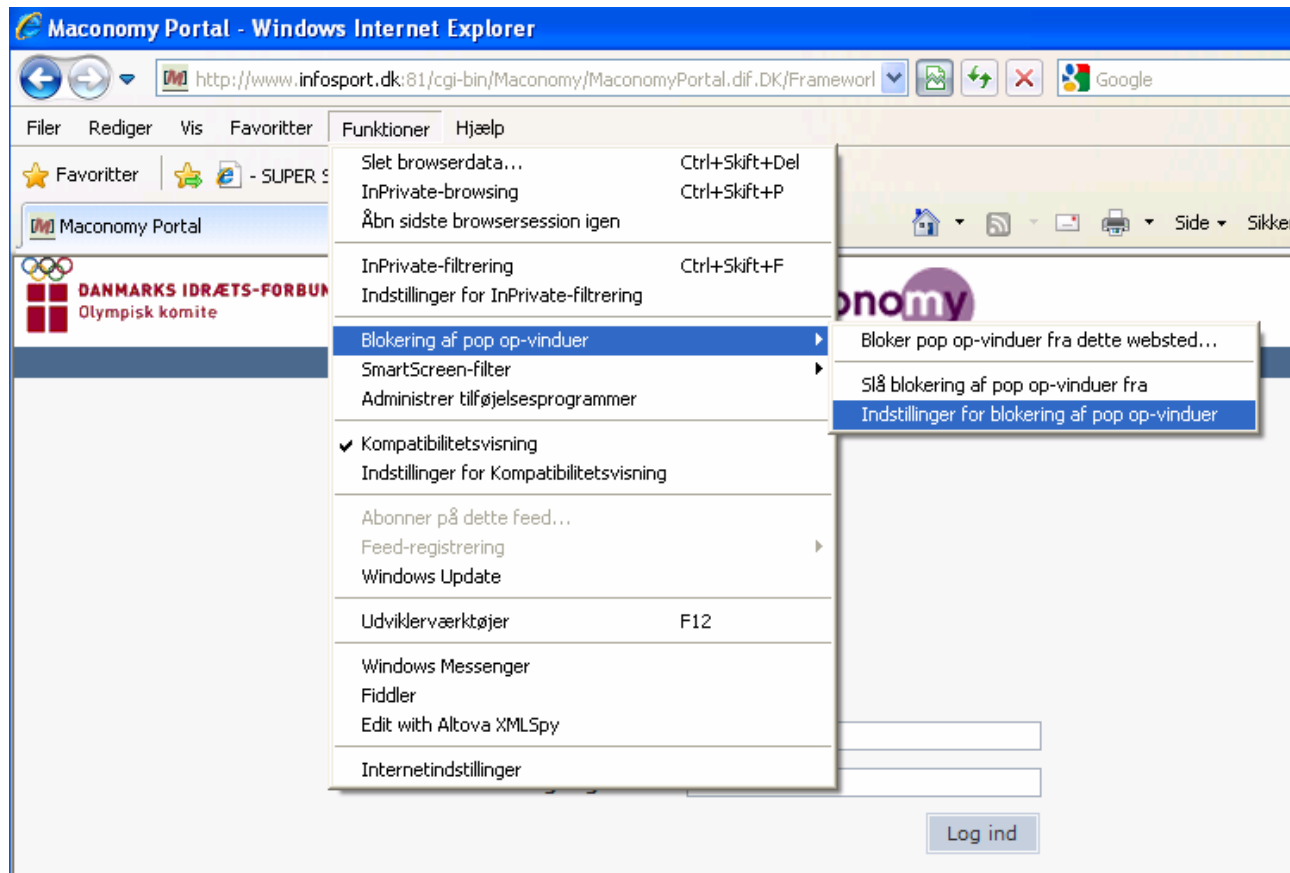 Maconomy Portal - Windows Internet Explorer
http://www.infosport.dk:81/cgi-bin/Maconomy/MaconomyPortal.dif.DK/Frameworl
Google
Filer Rediger Vis Favoritter Funktioner Hjælp
Favoritter - SUPER S
Maconomy Portal
Side Sikke
DANMARKS IDRÆTS-FORBUN
Olympisk komite
onomy
Slet browserdata... Ctrl+Skift+Del
InPrivate-browsing Ctrl+Skift+P
Åbn sidste browsersession igen
InPrivate-filtrering Ctrl+Skift+F
Indstillinger for InPrivate-filtrering
Blokering af pop op-vinduer
SmartScreen-filter
Administrer tilføjelsesprogrammer
Kompatibilitetsvisning
Indstillinger for Kompatibilitetsvisning
Abonner på dette feed...
Feed-registrering
Windows Update
Udviklerværktøjer F12
Windows Messenger
Fiddler
Edit with Altova XMLSpy
Internetindstillinger
Bloker pop op-vinduer fra dette websted...
Slå blokering af pop op-vinduer fra
Indstillinger for blokering af pop op-vinduer
Log ind